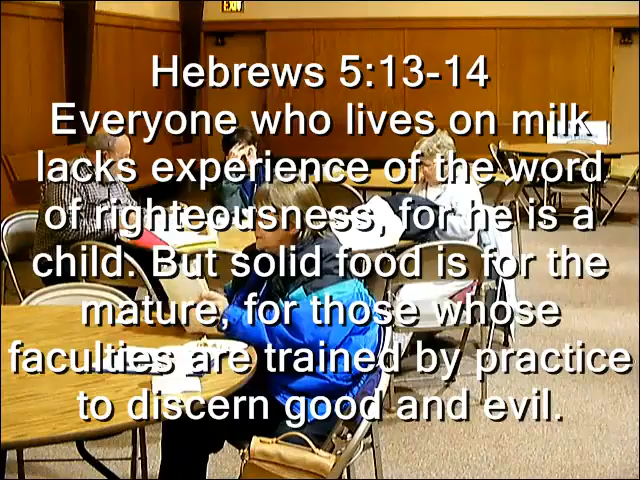 EXIT
Hebrews 5:13-14
Everyone who lives on milk
lacks experience of the word
of righteousness, for he is a
child. But solid food is for the
mature, for those whose
faculties are trained by practice
to discern good and evil.